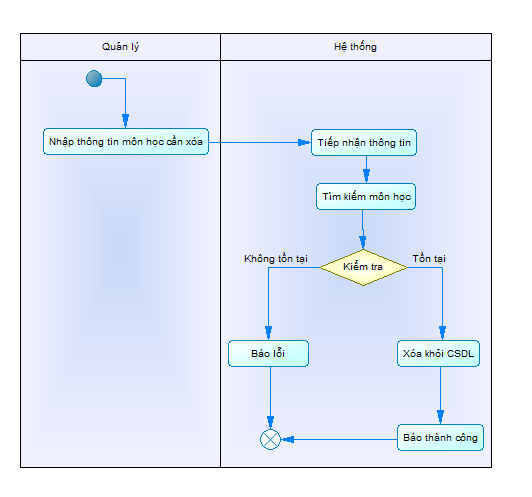 Quản lý
Hệ thống
Nhập thông tin môn học cần xóa
Tiếp nhận thông tin
Tìm kiếm môn học
Không tồn tại
Kiểm tra
Tồn tại
Báo lỗi
Xóa khỏi CSDL
Báo thành công